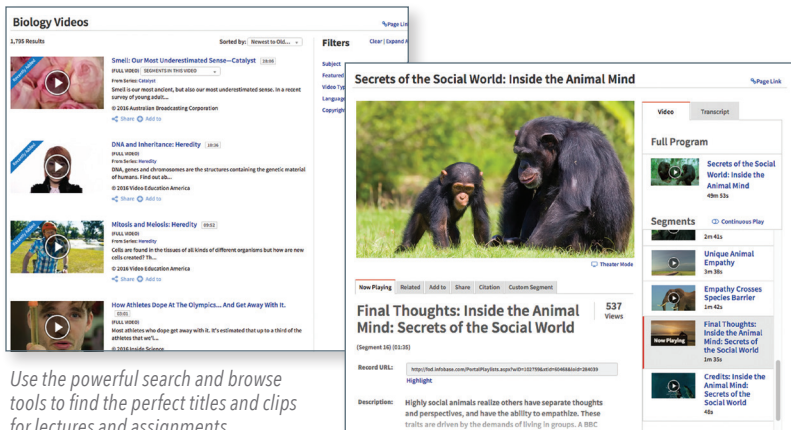 Biology Videos
Page Lin
1,795 Results
Sorted by: Newest to Old...
Filters
Clear | Expand A
Subject
Featured
Video Typ
Language
Copyright
Recently Added
Smell: Our Most Underestimated Sense—Catalyst
(FULL VIDEO) SEGMENTS IN THIS VIDEO
From Series: Catalyst
Smell is our most ancient, but also our most underestimated sense. In a recent
survey of young adult...
© 2016 Australian Broadcasting Corporation
Share Add to
Recently Added
DNA and Inheritance: Heredity
(FULL VIDEO)
From Series: Heredity
DNA, genes and chromosomes are the structures containing the genetic material
of humans. Find out ab...
© 2016 Video Education America
Share Add to
Recently Added
Mitosis and Meiosis: Heredity 09:52
(FULL VIDEO)
From Series: Heredity
Cells are found in the tissues of all kinds of different organisms but how are new
cells created? Th...
© 2016 Video Education America
Share Add to
How Athletes Dope At The Olympics... And Get Away With It.
03:01
(FULL VIDEO)
Most athletes who dope get away with it. It's estimated that up to a third of the
athletes that we'l...
© 2016 Inside Science
Use the powerful search and browse
tools to find the perfect titles and clips
for lectures and assignments
Secrets of the Social World: Inside the Animal Mind
Page Link
Theater Mode
Now Playing Related Add to Share Citation Custom Segment
Final Thoughts: Inside the Animal
Mind: Secrets of the Social World
537
Views
(Segment 16) (01:35)
Record URL:
Highlight
Description: Highly social animals realize others have separate thoughts
and perspectives, and have the ability to empathize. These
traits are driven by the demands of living in groups. A BBC
Video Transcript
Full Program
Secrets of the Social
World: Inside the
Animal Mind
49m 53s
Segments Continuous Play
2m 41s
Unique Animal
Empathy
3m 38s
Empathy Crosses
Species Barrier
1m 42s
Now Playing
Final Thoughts:
Inside the Animal
Mind: Secrets of
the Social World
1m 35s
Credits: Inside the
Animal Mind:
Secrets of the
Social World
48s